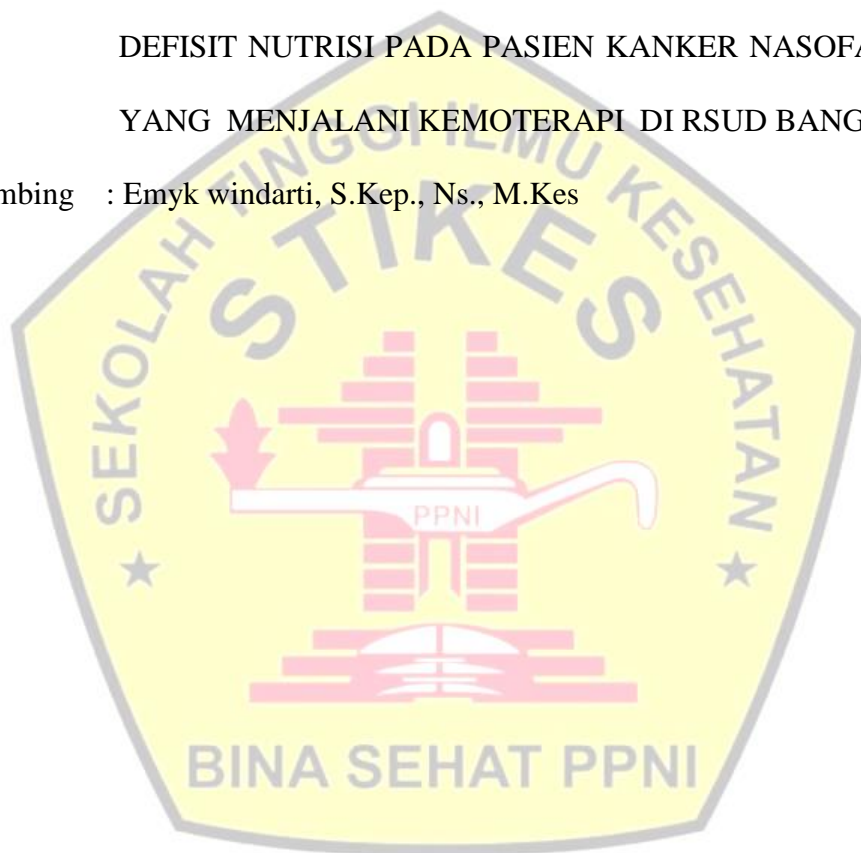 DEFISIT NUTRISI PADA PASIEN KANKER NASOFA
YANG MENJALANI KEMOTERAPI DI RSUD BANG
mbing : Emyk windarti, S.Kep., Ns., M.Kes
SEKOLAH TINGGI ILMU KESEHATAN
STIKES
PPNI
BINA SEHAT PPNI